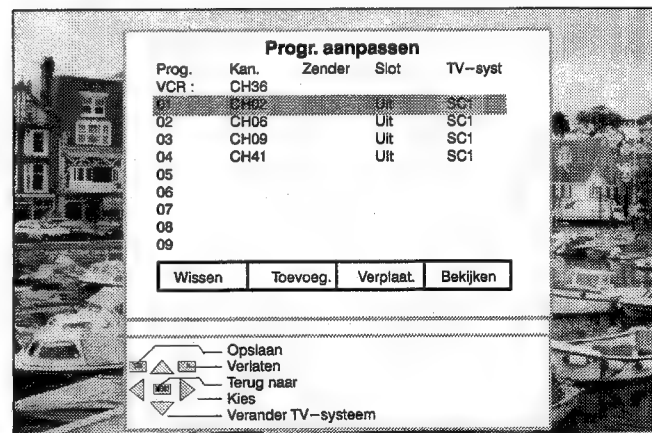 Progr. aanpassen
Prog. Kan. Zender Slot TV-syst
VCR : CH36
01 CH02 Uit SC1
02 CH06 Uit SC1
03 CH09 Uit SC1
04 CH41 Uit SC1
05
06
07
08
09
Wissen Toevoeg. Verplaat. Bekijken
Opslaan
Verlaten
Terug naar
Kies
Verander TV-systeem